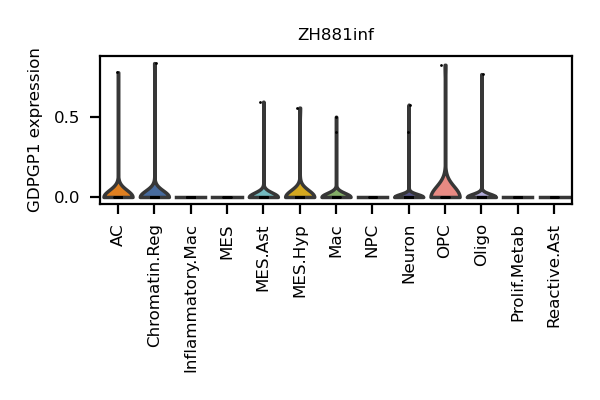 ZH881inf
GDPGP1 expression
0.5
0.0
AC
Chromatin.Reg
Inflammatory.Mac
MES
MES.Ast
MES.Hyp
Mac
NPC
Neuron
OPC
Oligo
Prolif.Metab
Reactive.Ast